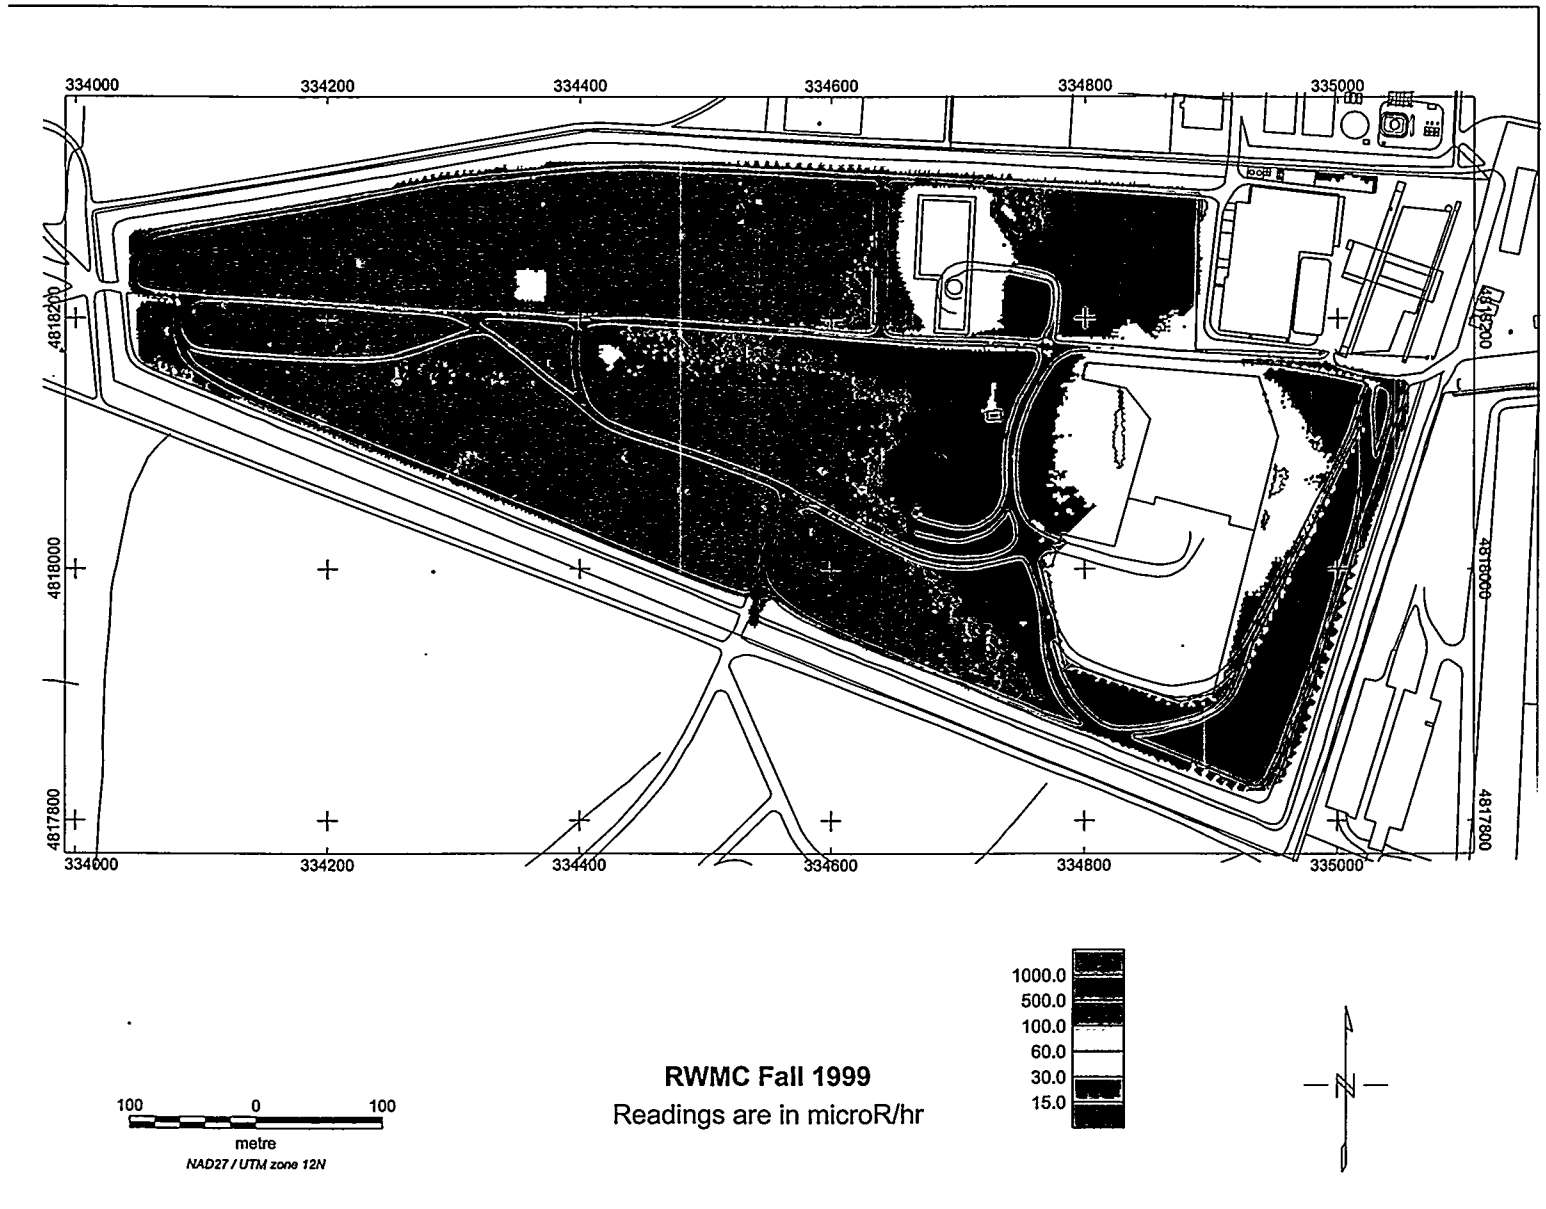 334000 334200 334400 334600 334800 335000
4818200 4818200
4818000 4818000
4817800 4817800
334000 334200 334400 334600 334800 335000
1000.0
500.0
100.0
60.0
30.0
15.0
RWMC Fall 1999
Readings are in microR/hr
100 0 100
metre
NAD27 / UTM zone 12N
N